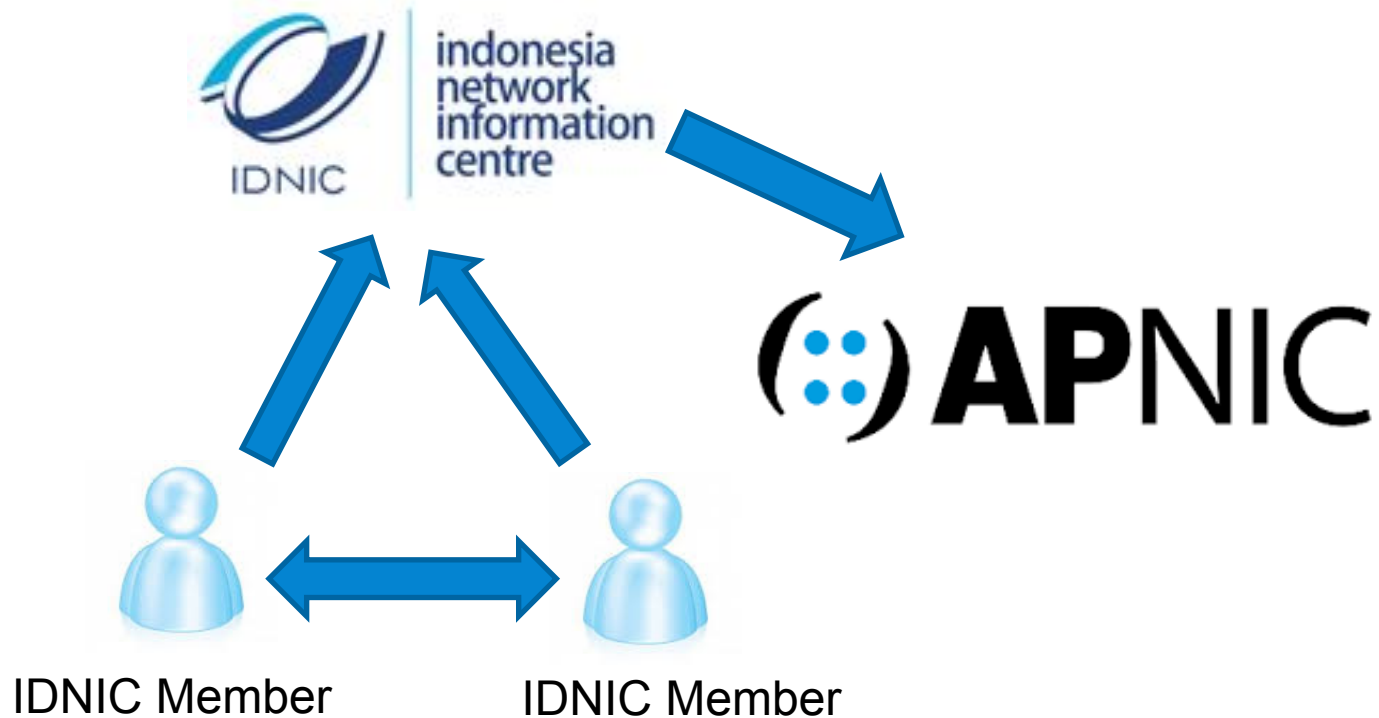 indonesia
network
information
centre
IDNIC
APNIC
IDNIC Member
IDNIC Member